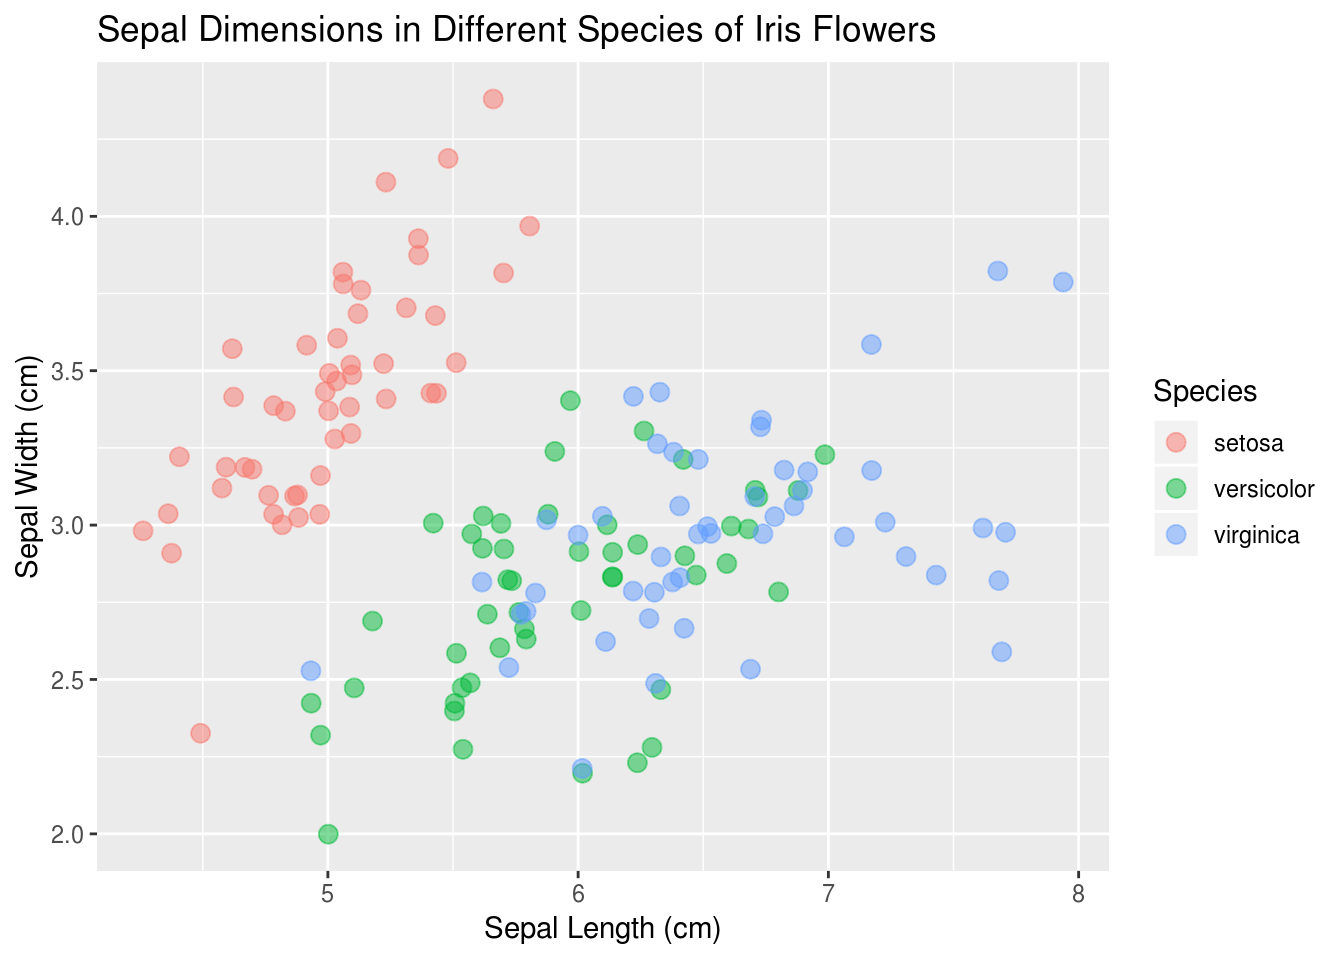 Sepal Dimensions in Different Species of Iris Flowers
4.0
3.5
3.0
2.5
2.0
Sepal Width (cm)
5 6 7 8
Sepal Length (cm)
Species
setosa
versicolor
virginica